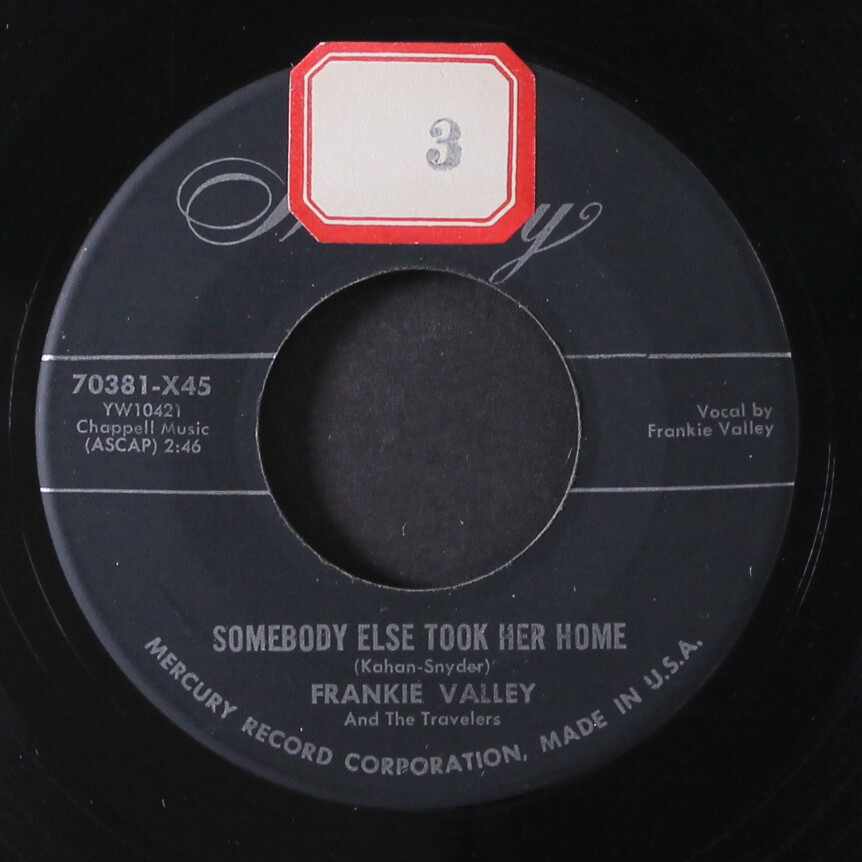 3
70381-X45
YW10421
Chappell Music
(ASCAP) 2:46
Vocal by
Frankie Valley
SOMEBODY ELSE TOOK HER HOME
(Kahan-Snyder)
FRANKIE VALLEY
And The Travelers
MERCURY RECORD CORPORATION, MADE IN U.S.A.